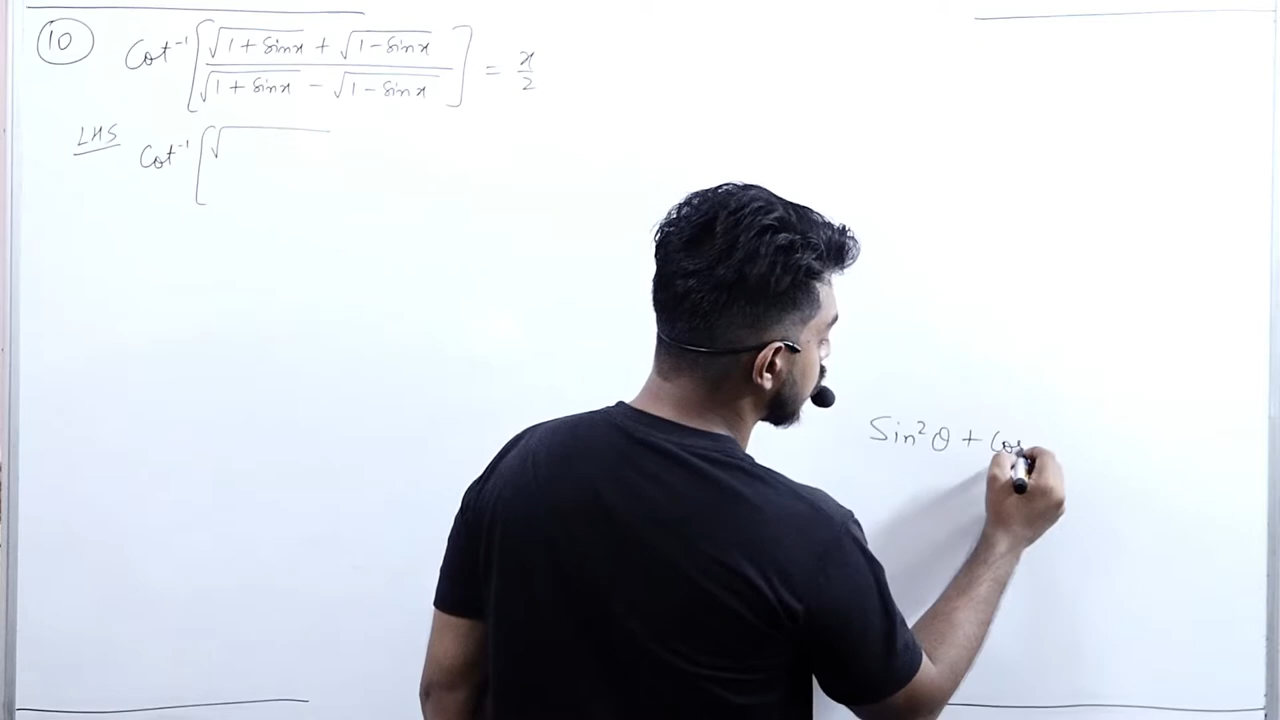 10 Cot⁻¹[(√(1 + Sinx) + √(1 - Sinx)) / (√(1 + Sinx) - √(1 - Sinx))] = x/2
LHS Cot⁻¹[√
Sin²θ + Cos